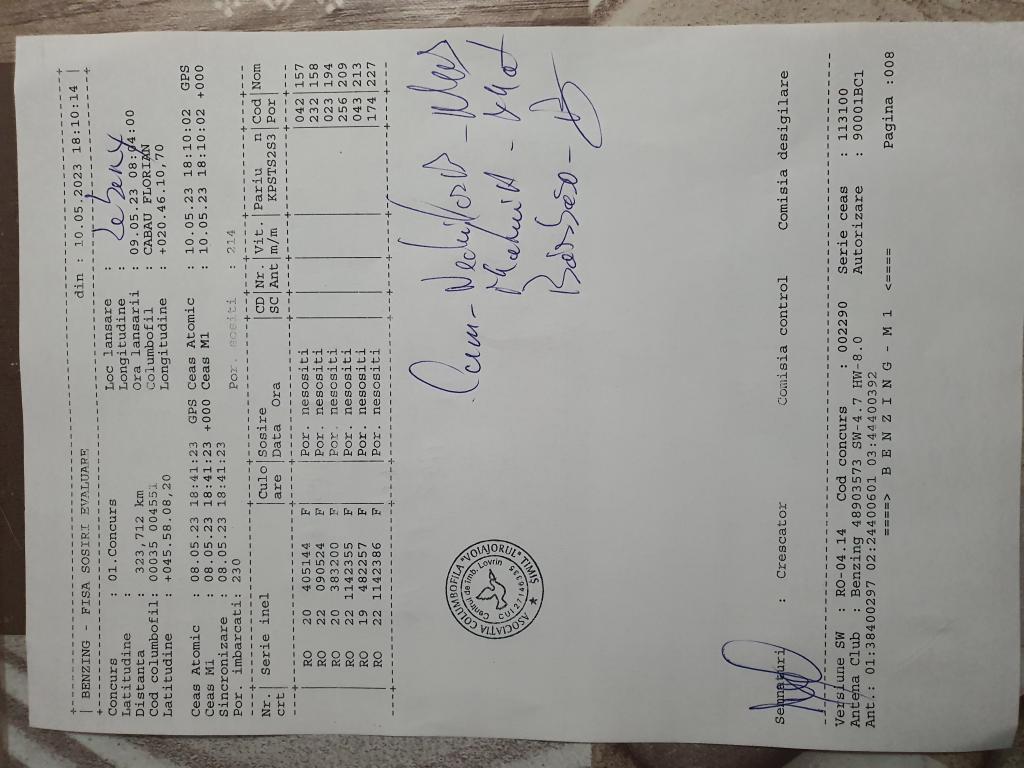 BENZING - FISA SOSIRI EVALUARE din : 10.05.2023 18:10:14
Concurs : 01.Concurs Loc lansare : Lebeny
Latitudine : Longitudine :
Distanta : 323,712 km Ora lansarii : 09.05.23 08:04:00
Cod columbofil: 00035 004551 Columbofil : CABAU FLORIAN
Latitudine : +045.58.08,20 Longitudine : +020.46.10,70
Ceas Atomic : 08.05.23 18:41:23 GPS Ceas Atomic : 10.05.23 18:10:02 GPS
Ceas M1 : 08.05.23 18:41:23 +000 Ceas M1 : 10.05.23 18:10:02 +000
Sincronizare : 08.05.23 18:41:23
Por. imbarcati: 230 Por. sositi : 214
Nr. Serie inel Culo Sosire CD Nr. Vit. Pariu n Cod Nom
crt are Data Ora SC Ant m/m KPSTS2S3 Por
RO 20 405144 F Por. nesositi 042 157
RO 22 090524 F Por. nesositi 232 158
RO 20 383200 F Por. nesositi 023 194
RO 22 1142355 F Por. nesositi 256 209
RO 19 482257 F Por. nesositi 043 213
RO 22 1142386 F Por. nesositi 174 227
ASOCIATIA COLUMBOFILA "VOIAJORUL" TIMIS
Centrul de îmb. Lovrin
Semnaturi : Crescator Comisia control Comisia desigilare
Versiune SW : RO-04.14 Cod concurs : 002290 Serie ceas : 113100
Antena Club : Benzing 48903573 SW-4.7 HW-8.0 Autorizare : 90001BC1
Ant.: 01:38400297 02:24400601 03:44400392
====> B E N Z I N G - M 1 <==== Pagina :008